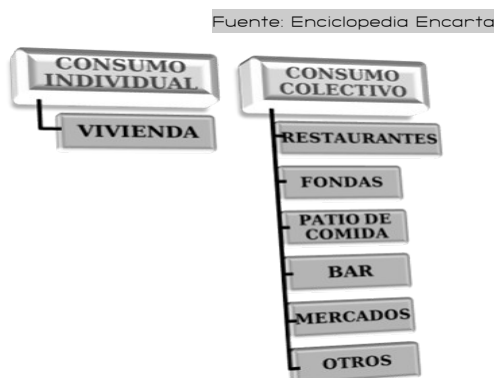 Fuente: Enciclopedia Encarta
CONSUMO
INDIVIDUAL
VIVIENDA
CONSUMO
COLECTIVO
RESTAURANTES
FONDAS
PATIO DE
COMIDA
BAR
MERCADOS
OTROS